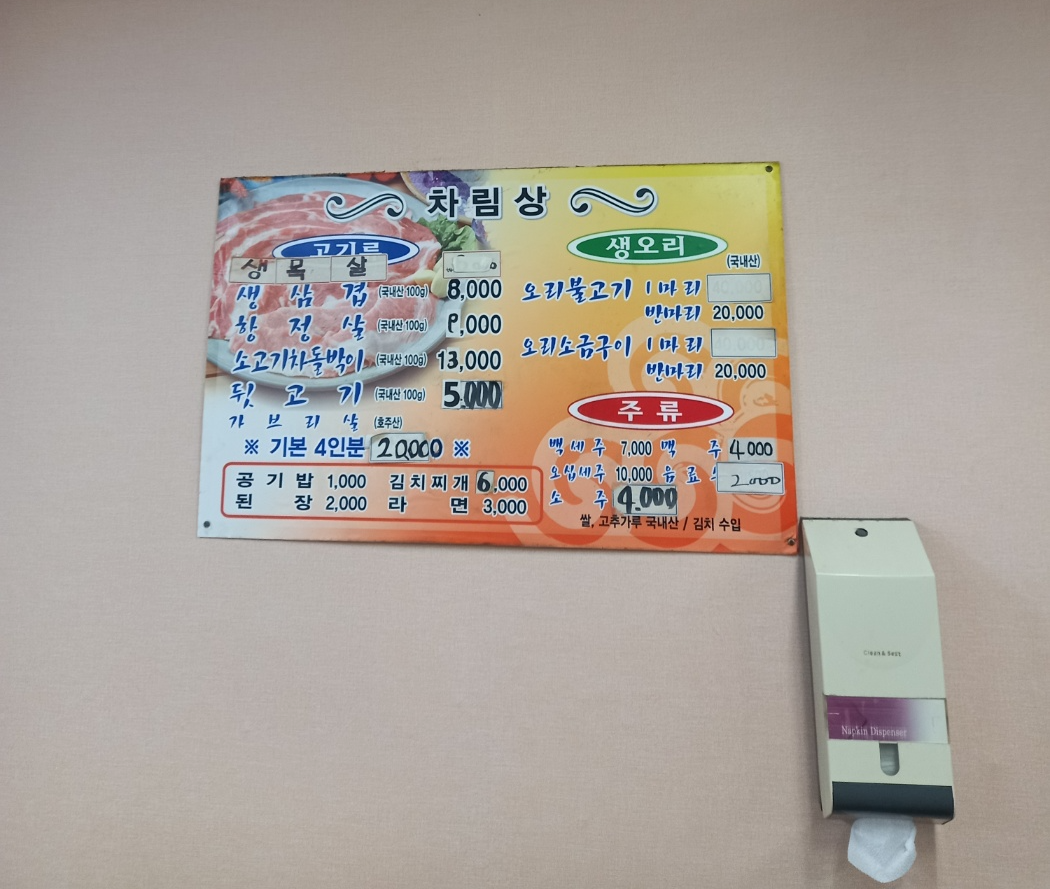 차림상
고기류
생목살
생삼겹 (국내산 100g) 8,000
항정살 (국내산 100g) 9,000
소고기차돌박이 (국내산 100g) 13,000
뒷고기 (국내산 100g) 5.000
가브리살 (호주산)
※ 기본 4인분 20,000 ※
공기밥 1,000 김치찌개 6,000
된장 2,000 라면 3,000
생오리
(국내산)
오리불고기 1마리
반마리 20,000
오리소금구이 1마리
반마리 20,000
주류
백세주 7,000 맥주 4000
오십세주 10,000 음료 2.000
소주 4.000
쌀, 고추가루 국내산 / 김치 수입
Clean & Best
Napkin Dispenser